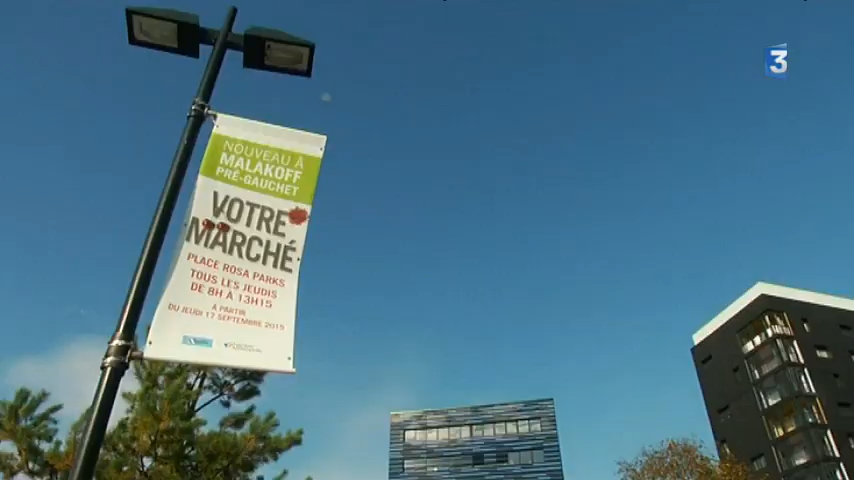 3
NOUVEAU À
MALAKOFF
PRÉ-GAUCHET
VOTRE
MARCHÉ
PLACE ROSA PARKS
TOUS LES JEUDIS
DE 8H À 13H15
À PARTIR
DU JEUDI 17 SEPTEMBRE 2015